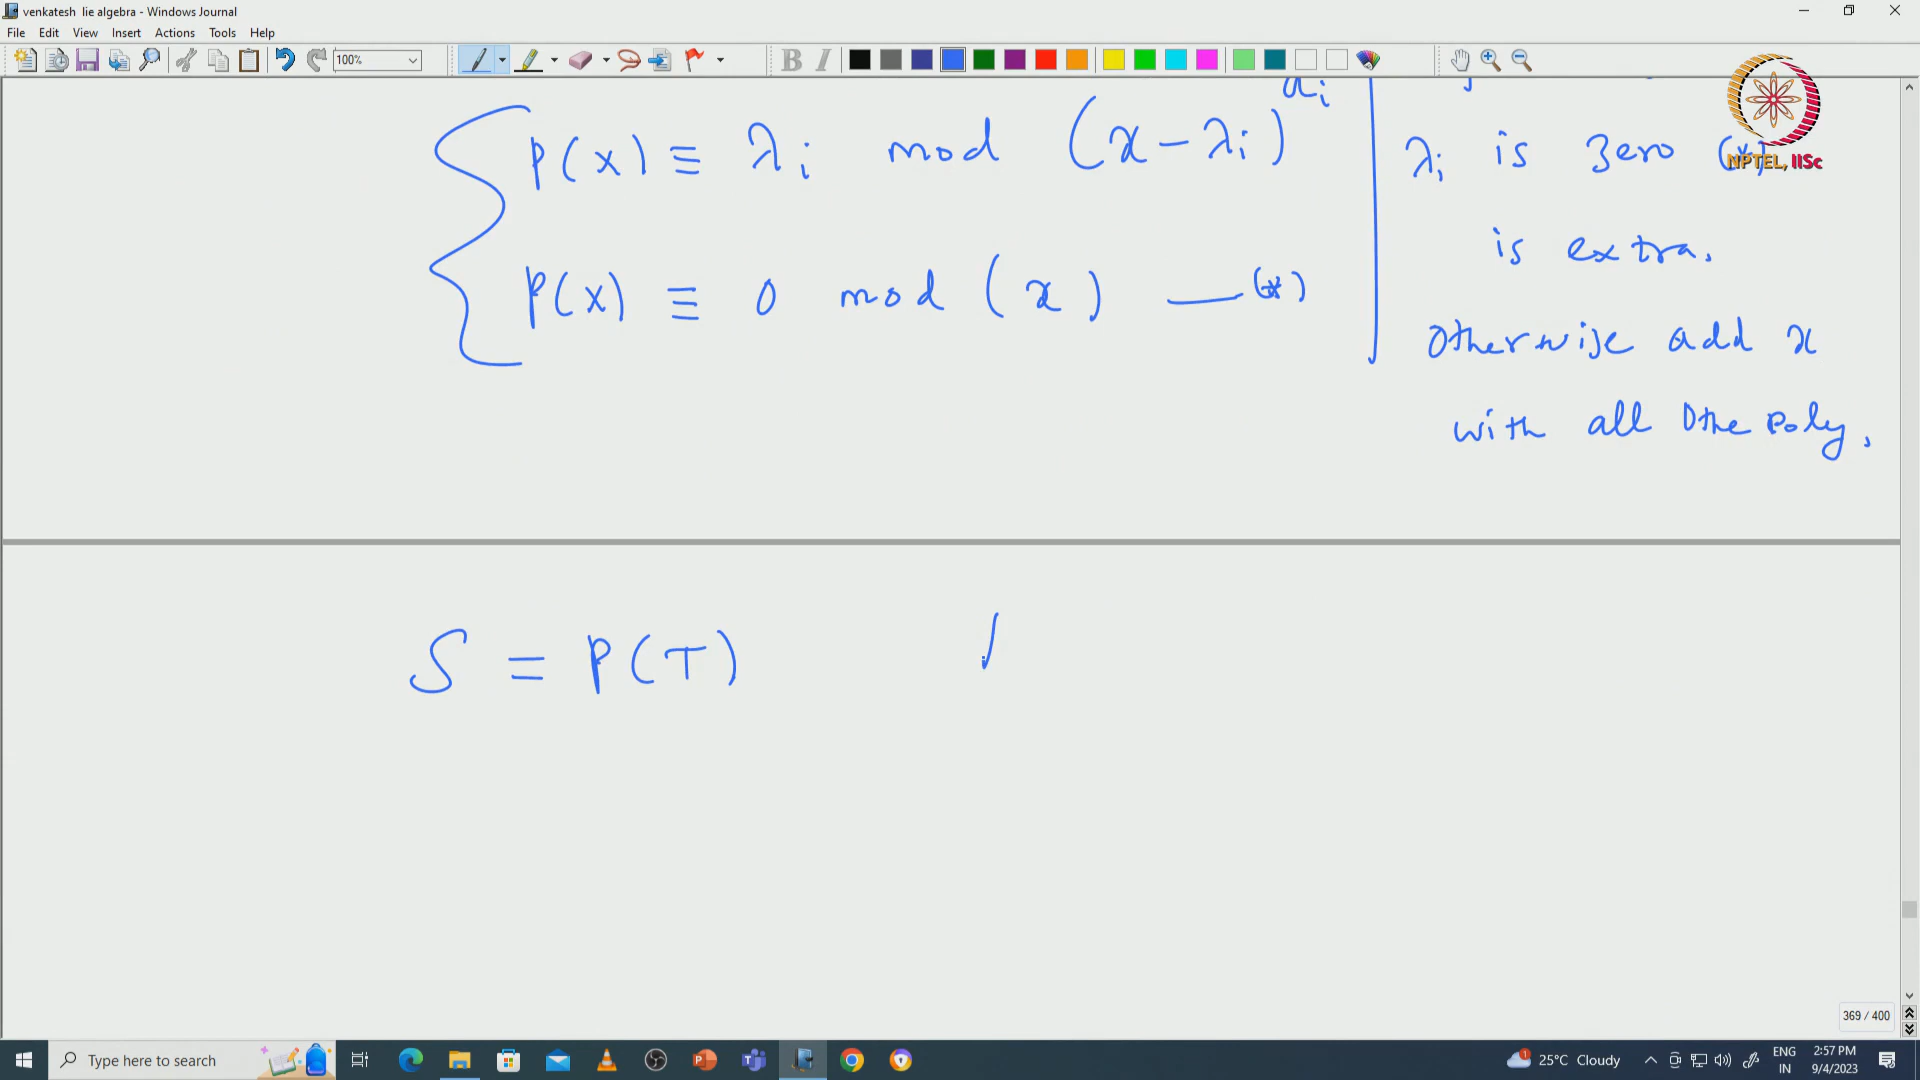 venkatesh lie algebra - Windows Journal
File Edit View Insert Actions Tools Help
100%
B I
NPTEL, IISc
p(x) ≡ λi mod (x-λi)^di
p(x) ≡ 0 mod (x) — (*)
λi is zero (*)
is extra.
otherwise add x
with all Othe Poly,
S = P(T)
369 / 400
Type here to search
25°C Cloudy
ENG
IN
2:57 PM
9/4/2023